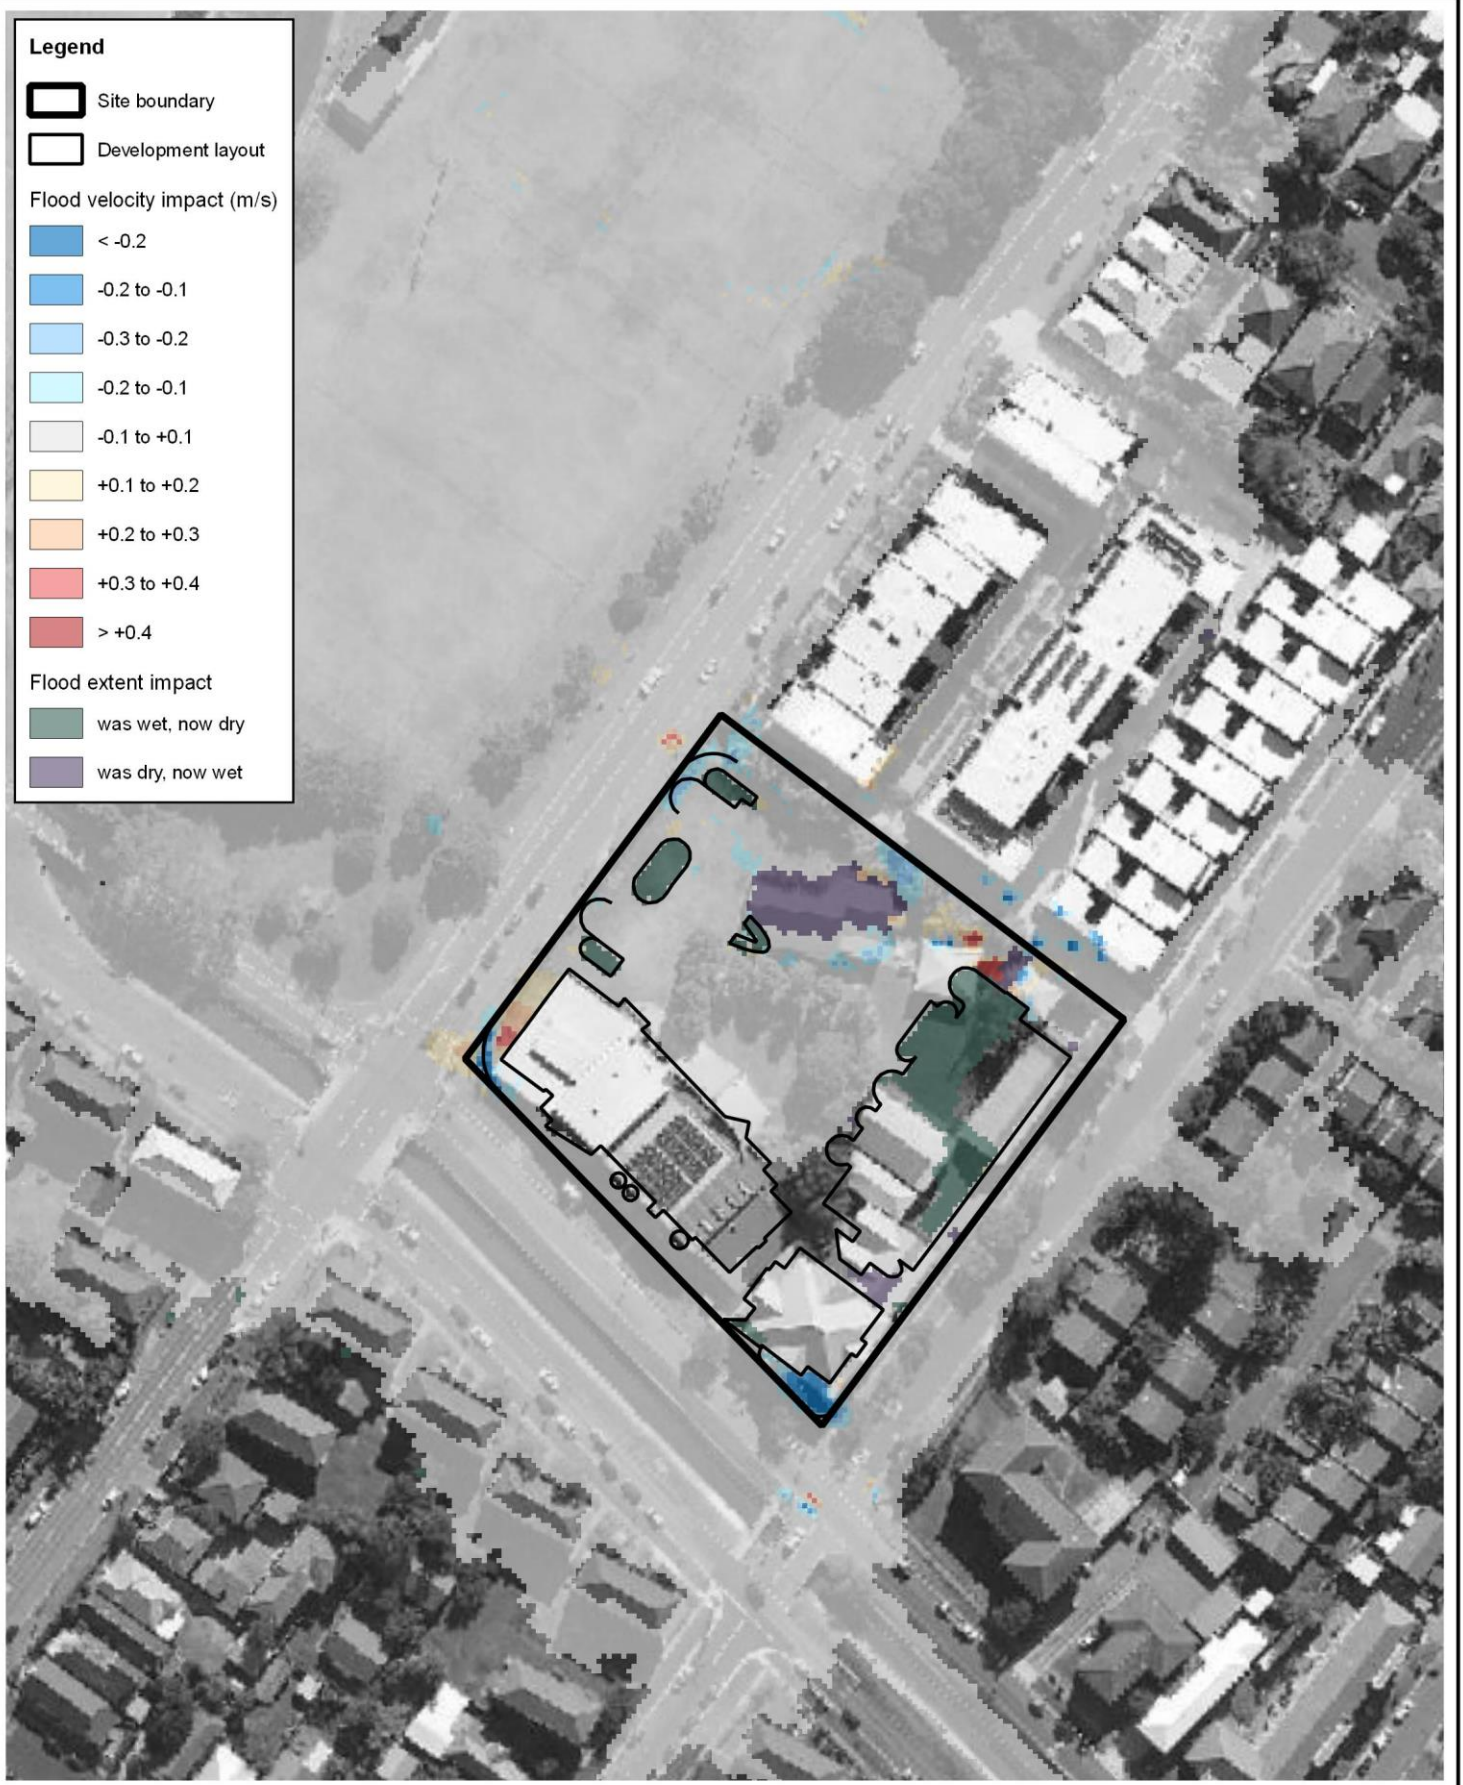 Legend
Site boundary
Development layout
Flood velocity impact (m/s)
< -0.2
-0.2 to -0.1
-0.3 to -0.2
-0.2 to -0.1
-0.1 to +0.1
+0.1 to +0.2
+0.2 to +0.3
+0.3 to +0.4
> +0.4
Flood extent impact
was wet, now dry
was dry, now wet